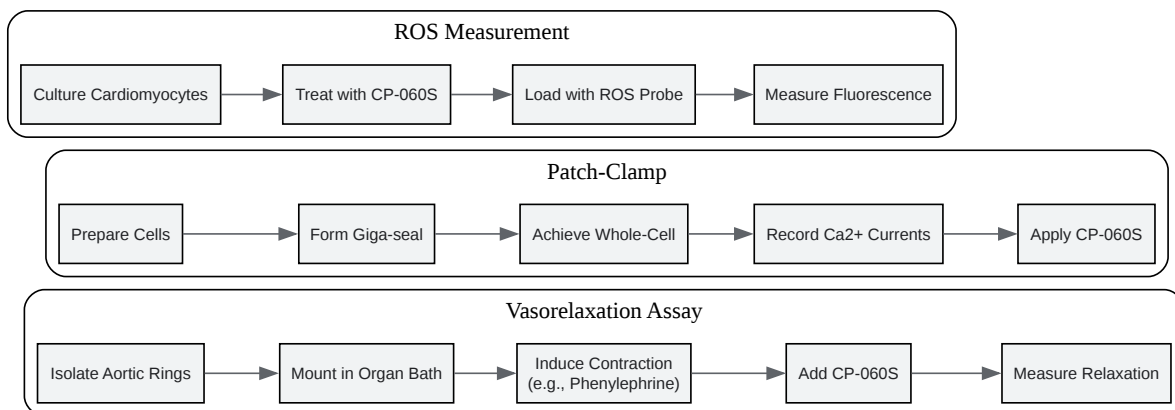 ROS Measurement
Culture Cardiomyocytes
Treat with CP-060S
Load with ROS Probe
Measure Fluorescence
Patch-Clamp
Prepare Cells
Form Giga-seal
Achieve Whole-Cell
Record Ca2+ Currents
Apply CP-060S
Vasorelaxation Assay
Isolate Aortic Rings
Mount in Organ Bath
Induce Contraction
(e.g., Phenylephrine)
Add CP-060S
Measure Relaxation